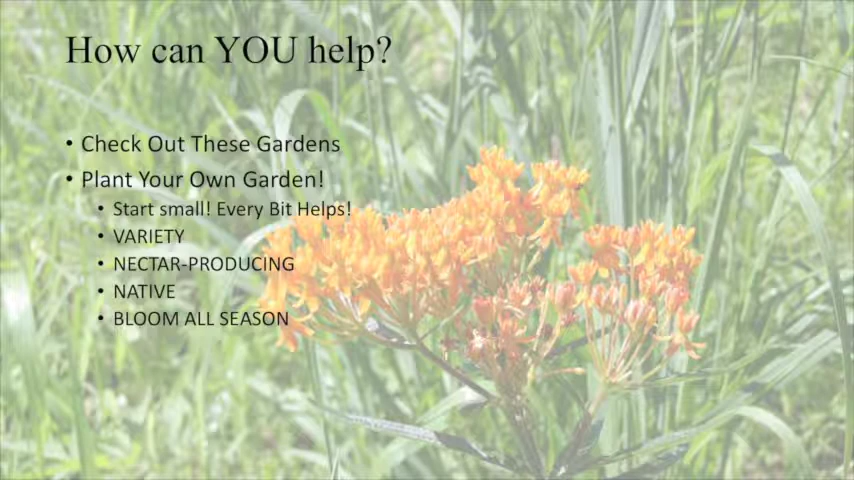 How can YOU help?
• Check Out These Gardens
• Plant Your Own Garden!
• Start small! Every Bit Helps!
• VARIETY
• NECTAR-PRODUCING
• NATIVE
• BLOOM ALL SEASON